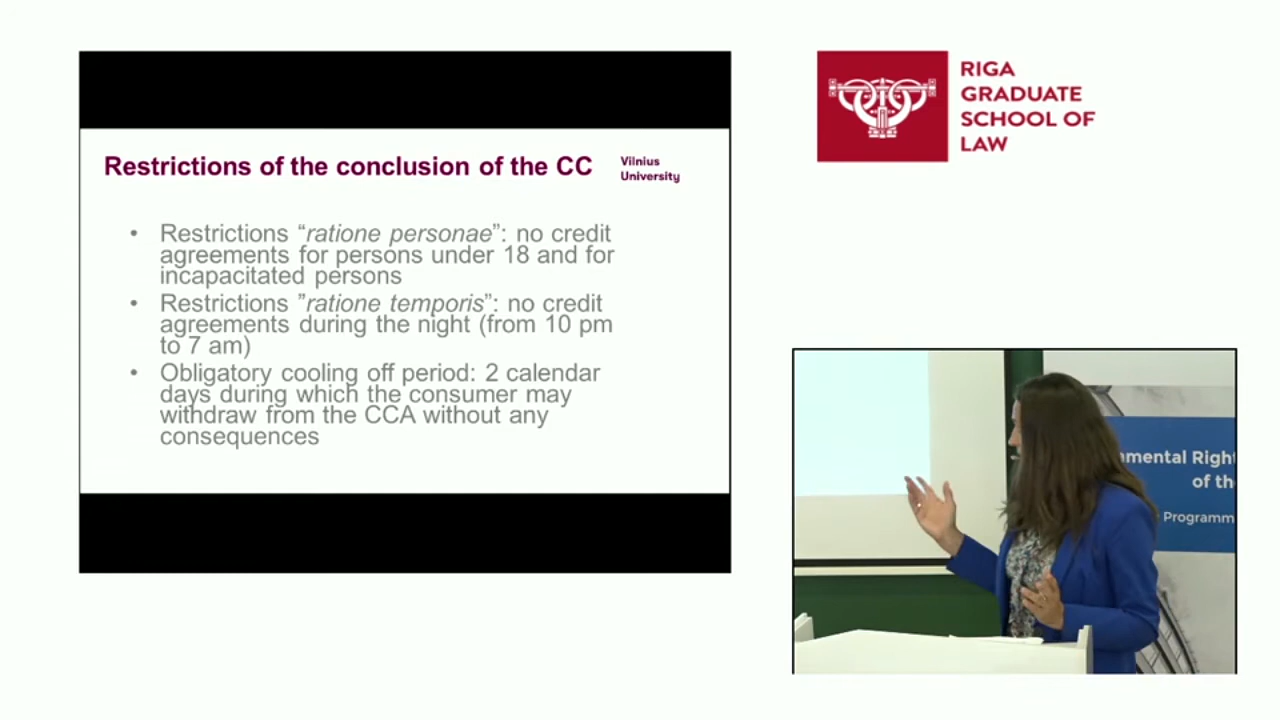 Restrictions of the conclusion of the CC
Vilnius
University
• Restrictions “ratione personae”: no credit
agreements for persons under 18 and for
incapacitated persons
• Restrictions ”ratione temporis”: no credit
agreements during the night (from 10 pm
to 7 am)
• Obligatory cooling off period: 2 calendar
days during which the consumer may
withdraw from the CCA without any
consequences
RIGA
GRADUATE
SCHOOL OF
LAW
nmental Righ
of th
Programm